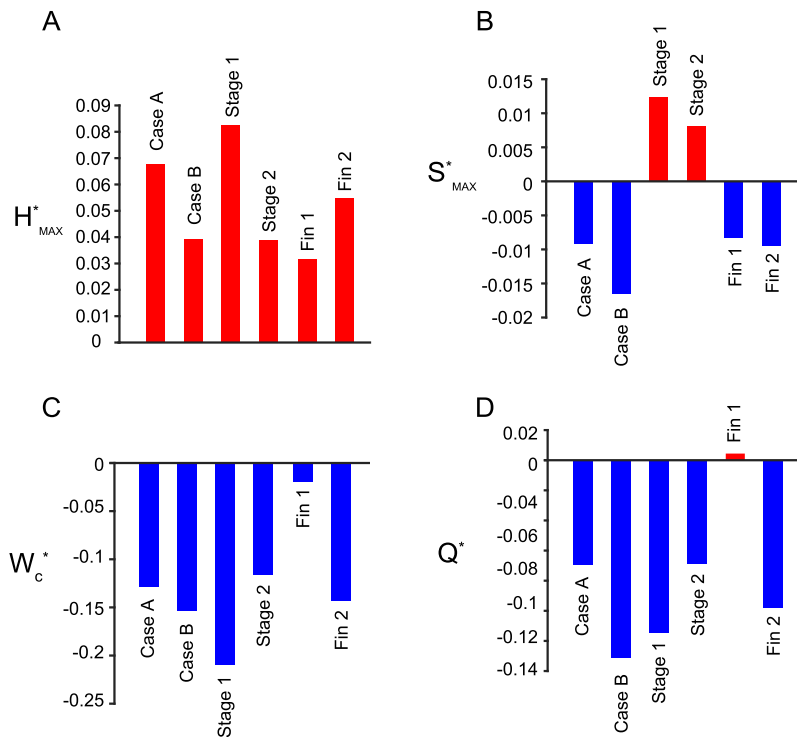 A
0.09
0.08
0.07
0.06
0.05
0.04
0.03
0.02
0.01
0
H*MAX
Case A
Case B
Stage 1
Stage 2
Fin 1
Fin 2
B
0.015
0.01
0.005
0
-0.005
-0.01
-0.015
-0.02
S*MAX
Case A
Case B
Stage 1
Stage 2
Fin 1
Fin 2
C
0
-0.05
-0.1
-0.15
-0.2
-0.25
Wc*
Case A
Case B
Stage 1
Stage 2
Fin 1
Fin 2
D
0.02
0
-0.04
-0.06
-0.08
-0.1
-0.12
-0.14
Q*
Case A
Case B
Stage 1
Stage 2
Fin 1
Fin 2